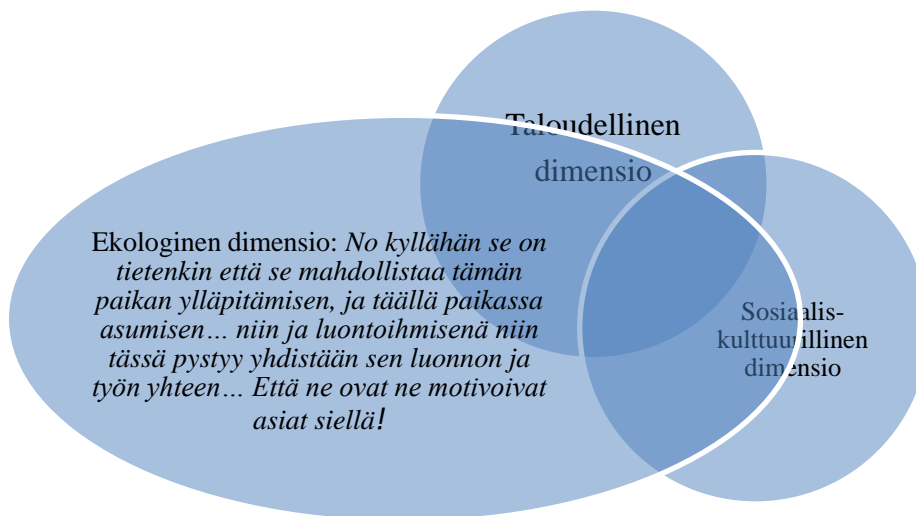 Taloudellinen
dimensio
Ekologinen dimensio: No kyllähän se on
tietenkin että se mahdollistaa tämän
paikan ylläpitämisen, ja täällä paikassa
asumisen… niin ja luontoihmisenä niin
tässä pystyy yhdistään sen luonnon ja
työn yhteen… Että ne ovat ne motivoivat
asiat siellä!
Sosiaalis-
kulttuurillinen
dimensio